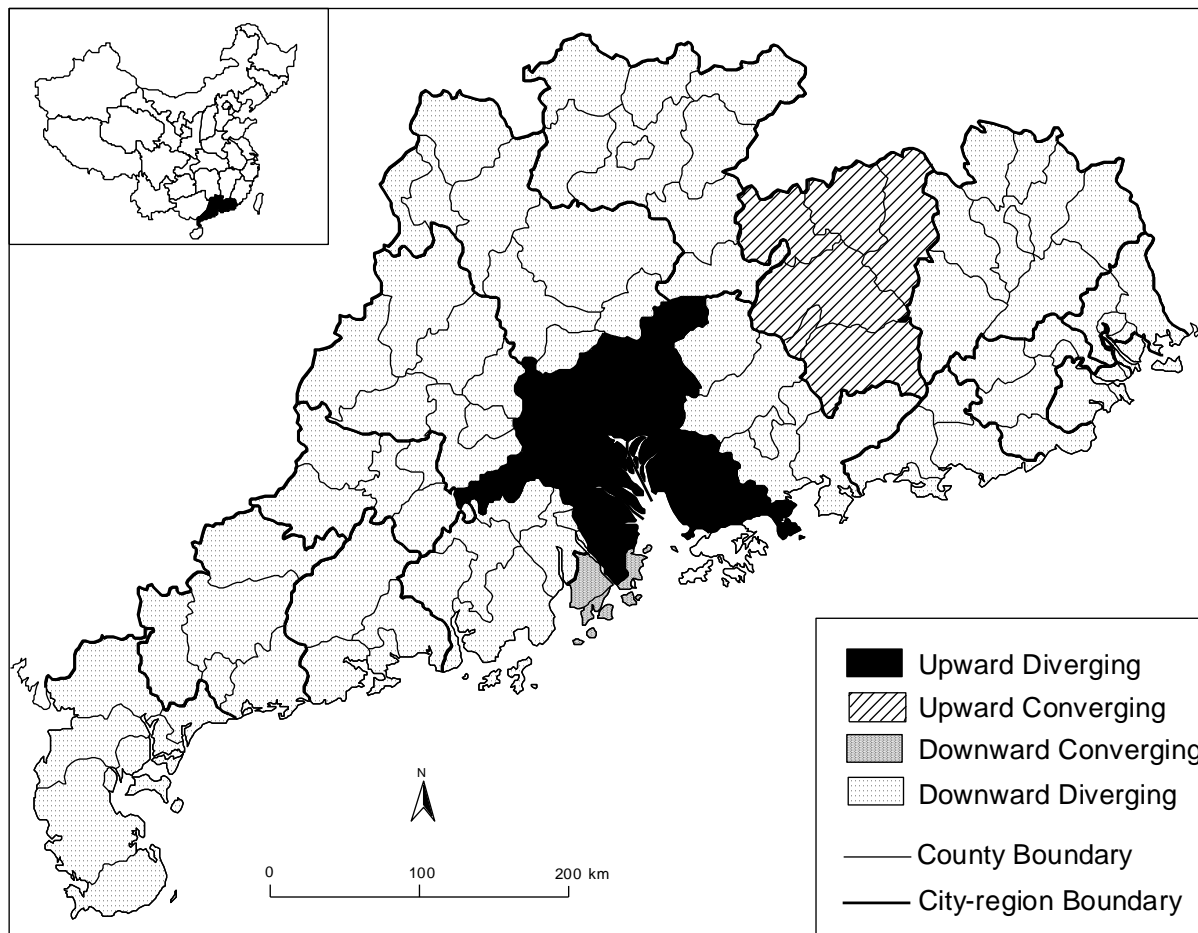 Upward Diverging
Upward Converging
Downward Converging
Downward Diverging
County Boundary
City-region Boundary
N
0 100 200 km